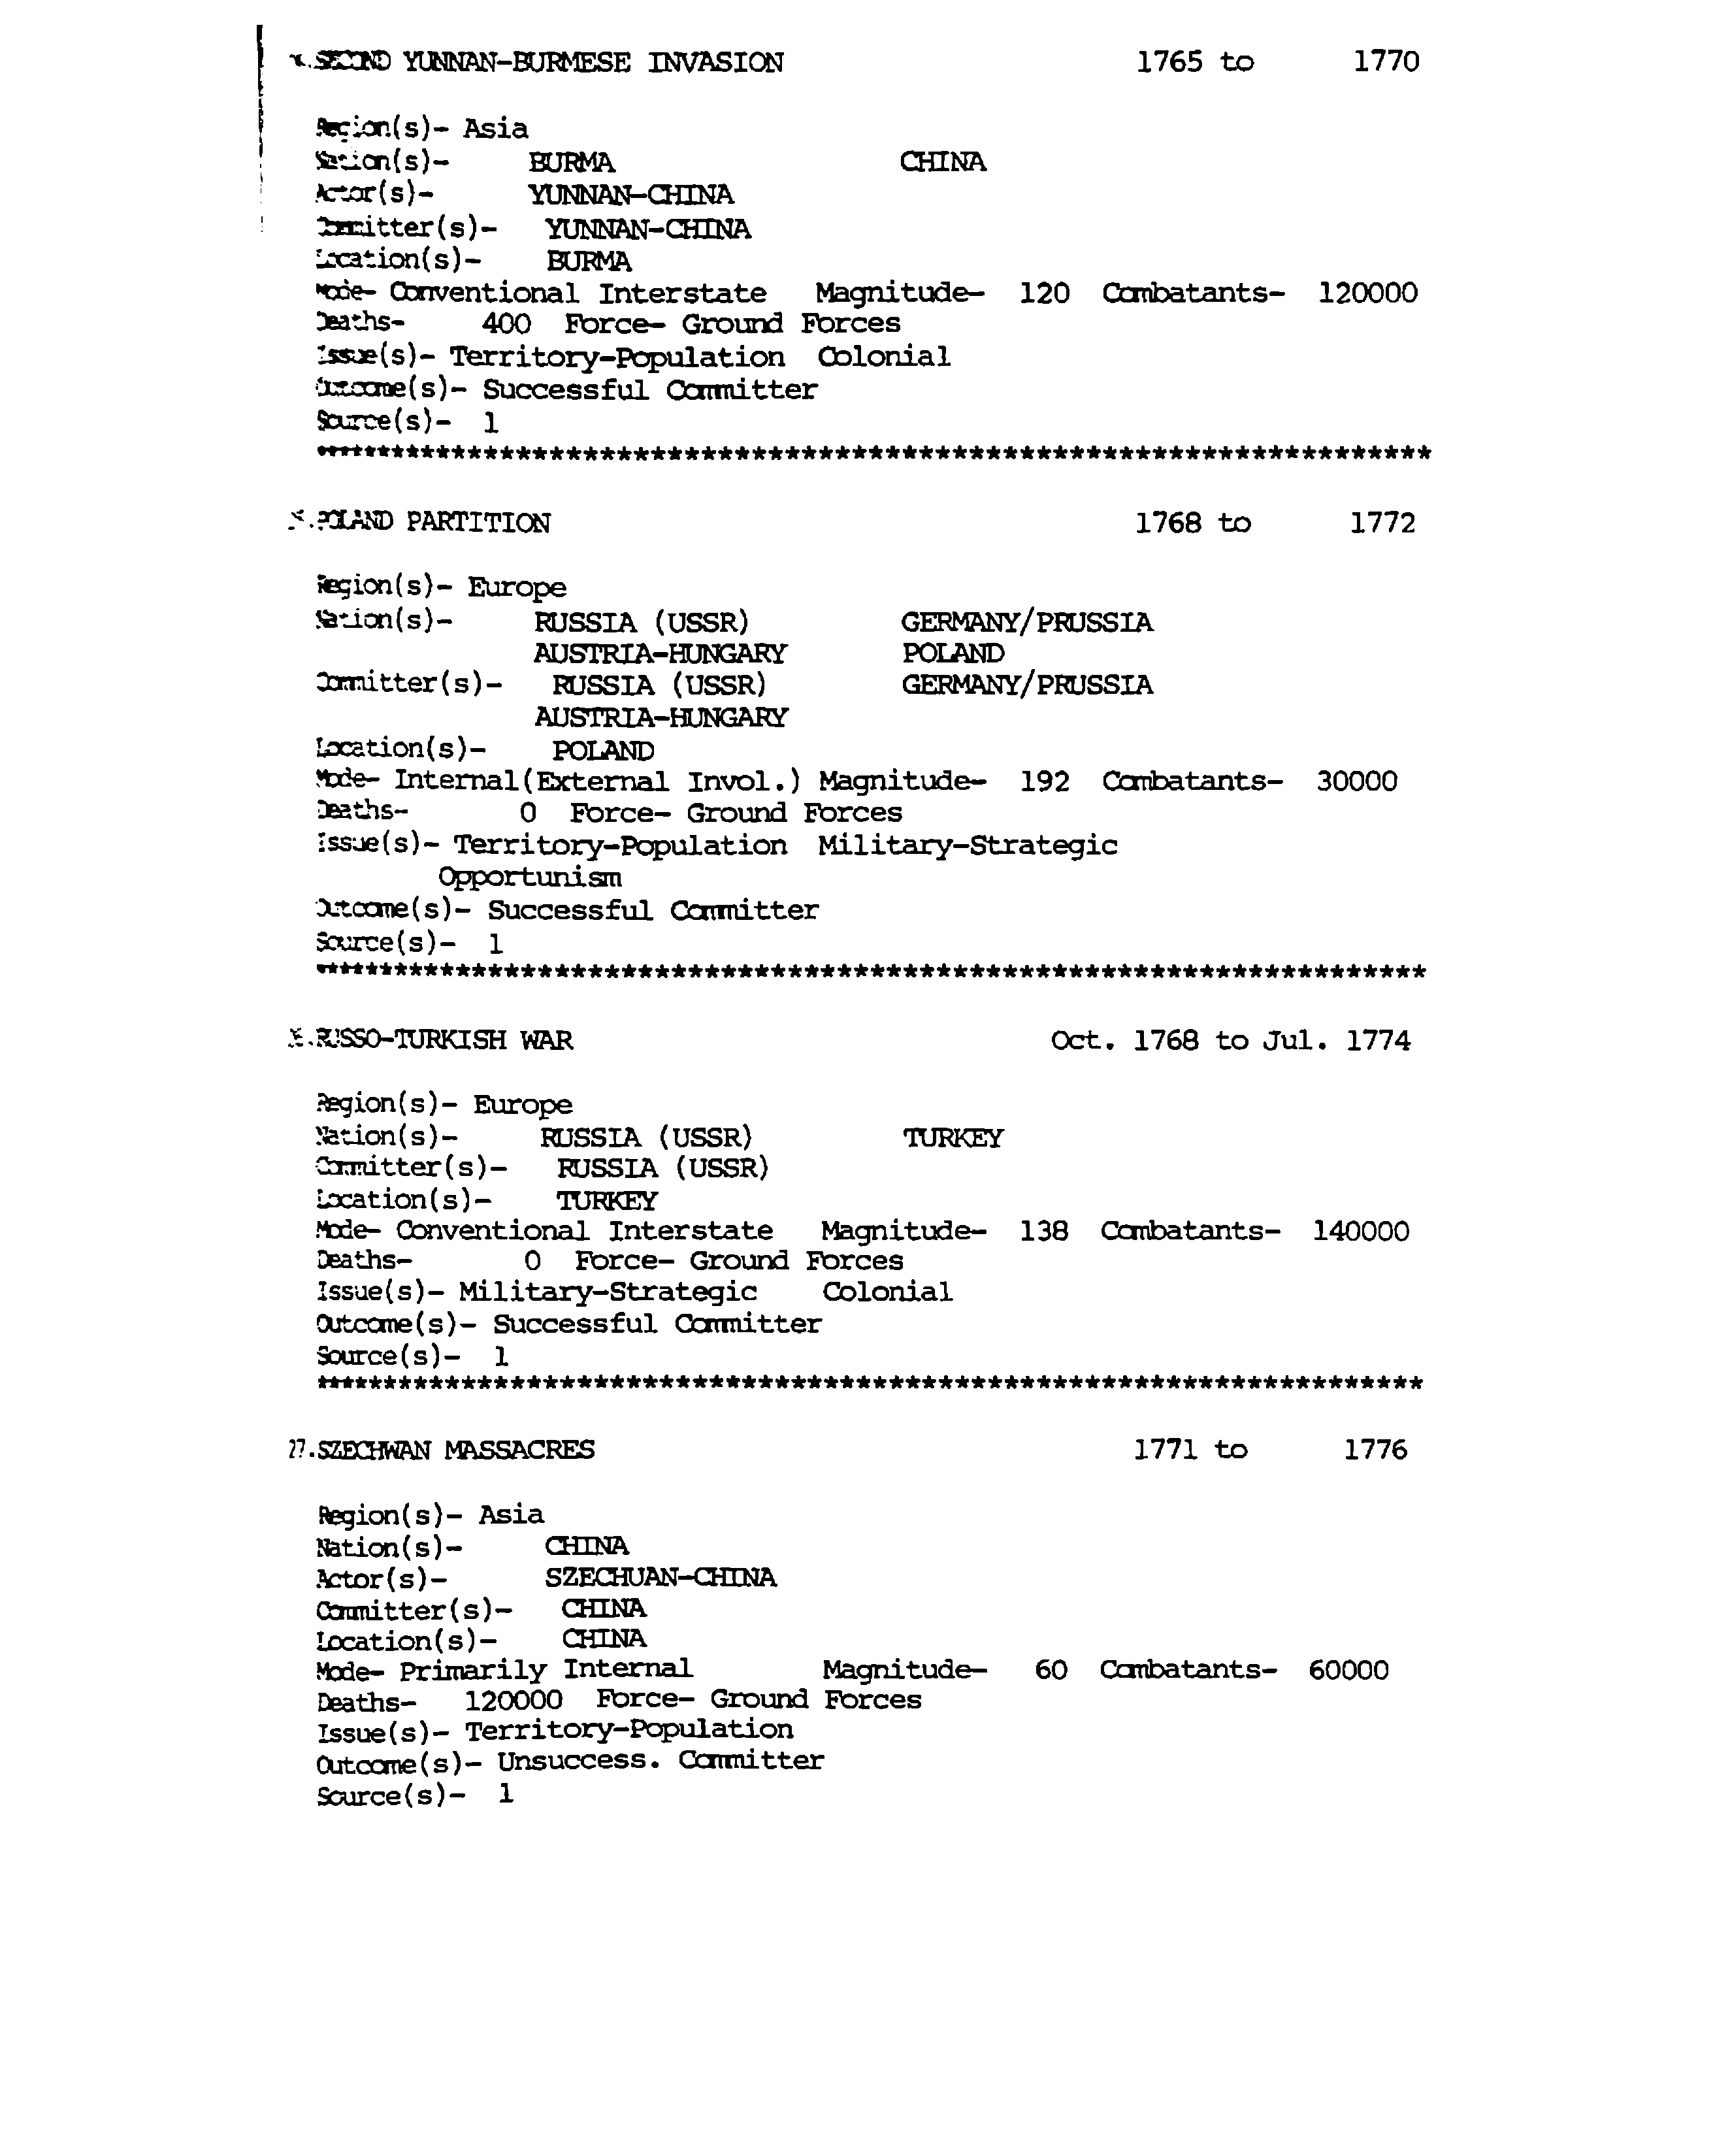 SECOND YUNNAN-BURMESE INVASION 1765 to 1770
Region(s)- Asia
Nation(s)- BURMA CHINA
Actor(s)- YUNNAN-CHINA
Committer(s)- YUNNAN-CHINA
Location(s)- BURMA
Mode- Conventional Interstate Magnitude- 120 Combatants- 120000
Deaths- 400 Force- Ground Forces
Issue(s)- Territory-Population Colonial
Outcome(s)- Successful Committer
Source(s)- 1
*******************************************************************
POLAND PARTITION 1768 to 1772
Region(s)- Europe
Nation(s)- RUSSIA (USSR) GERMANY/PRUSSIA
AUSTRIA-HUNGARY POLAND
Committer(s)- RUSSIA (USSR) GERMANY/PRUSSIA
AUSTRIA-HUNGARY
Location(s)- POLAND
Mode- Internal(External Invol.) Magnitude- 192 Combatants- 30000
Deaths- 0 Force- Ground Forces
Issue(s)- Territory-Population Military-Strategic
Opportunism
Outcome(s)- Successful Committer
Source(s)- 1
*******************************************************************
RUSSO-TURKISH WAR Oct. 1768 to Jul. 1774
Region(s)- Europe
Nation(s)- RUSSIA (USSR) TURKEY
Committer(s)- RUSSIA (USSR)
Location(s)- TURKEY
Mode- Conventional Interstate Magnitude- 138 Combatants- 140000
Deaths- 0 Force- Ground Forces
Issue(s)- Military-Strategic Colonial
Outcome(s)- Successful Committer
Source(s)- 1
*******************************************************************
27.SZECHWAN MASSACRES 1771 to 1776
Region(s)- Asia
Nation(s)- CHINA
Actor(s)- SZECHUAN-CHINA
Committer(s)- CHINA
Location(s)- CHINA
Mode- Primarily Internal Magnitude- 60 Combatants- 60000
Deaths- 120000 Force- Ground Forces
Issue(s)- Territory-Population
Outcome(s)- Unsuccess. Committer
Source(s)- 1